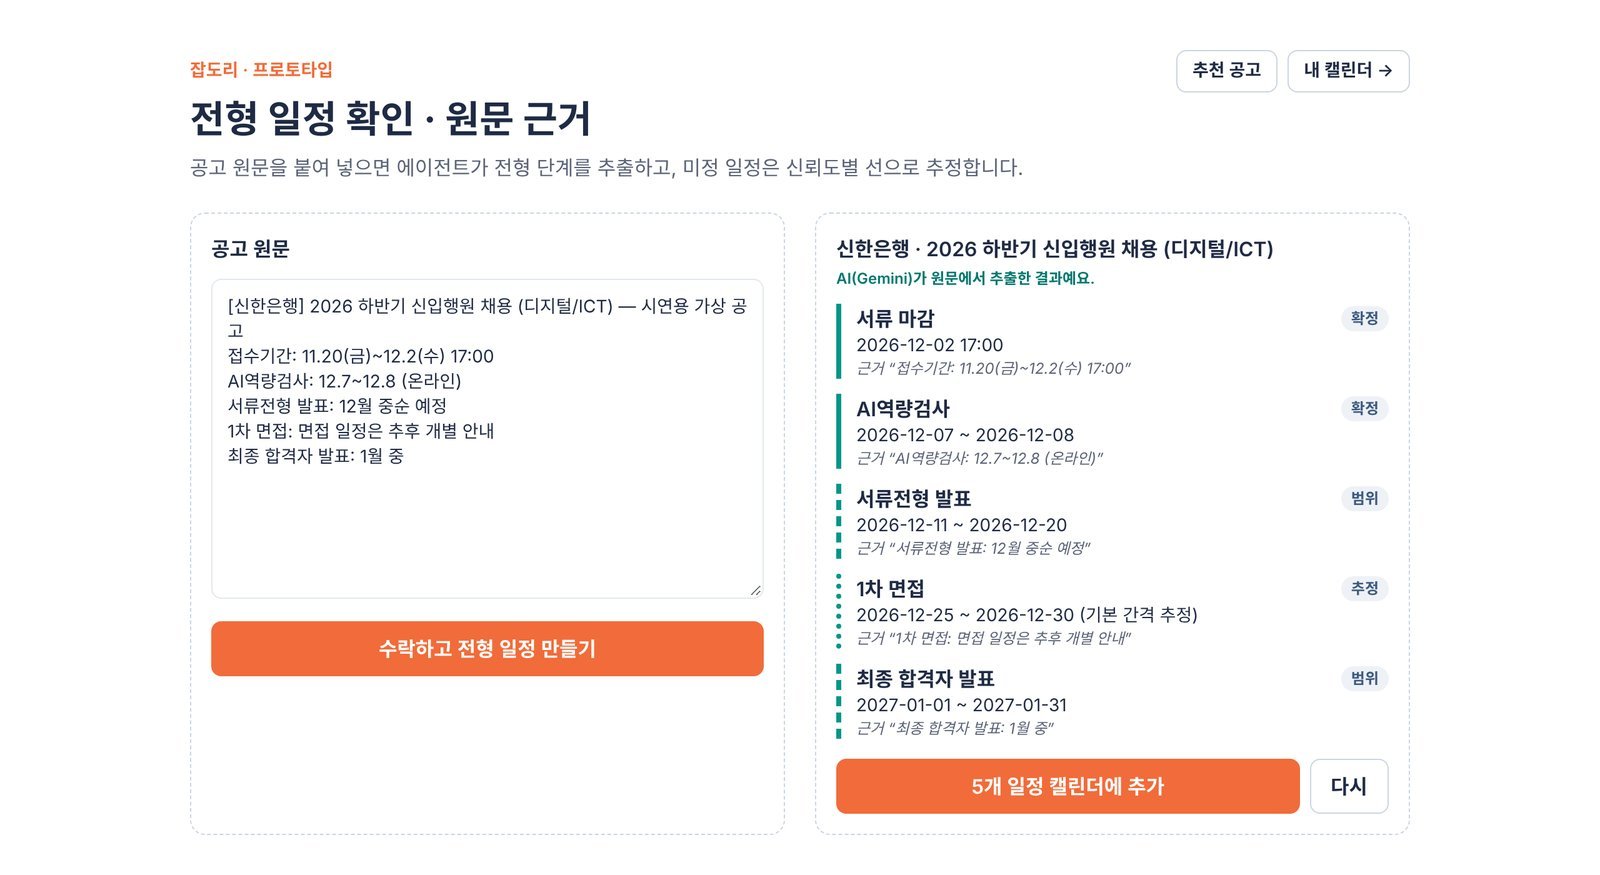 잡도리 · 프로토타입
추천 공고
내 캘린더 →
전형 일정 확인 · 원문 근거
공고 원문을 붙여 넣으면 에이전트가 전형 단계를 추출하고, 미정 일정은 신뢰도별 선으로 추정합니다.
공고 원문
[신한은행] 2026 하반기 신입행원 채용 (디지털/ICT) — 시연용 가상 공
고
접수기간: 11.20(금)~12.2(수) 17:00
AI역량검사: 12.7~12.8 (온라인)
서류전형 발표: 12월 중순 예정
1차 면접: 면접 일정은 추후 개별 안내
최종 합격자 발표: 1월 중
수락하고 전형 일정 만들기
신한은행 · 2026 하반기 신입행원 채용 (디지털/ICT)
AI(Gemini)가 원문에서 추출한 결과예요.
서류 마감
확정
2026-12-02 17:00
근거 “접수기간: 11.20(금)~12.2(수) 17:00”
AI역량검사
확정
2026-12-07 ~ 2026-12-08
근거 “AI역량검사: 12.7~12.8 (온라인)”
서류전형 발표
범위
2026-12-11 ~ 2026-12-20
근거 “서류전형 발표: 12월 중순 예정”
1차 면접
추정
2026-12-25 ~ 2026-12-30 (기본 간격 추정)
근거 “1차 면접: 면접 일정은 추후 개별 안내”
최종 합격자 발표
범위
2027-01-01 ~ 2027-01-31
근거 “최종 합격자 발표: 1월 중”
5개 일정 캘린더에 추가
다시